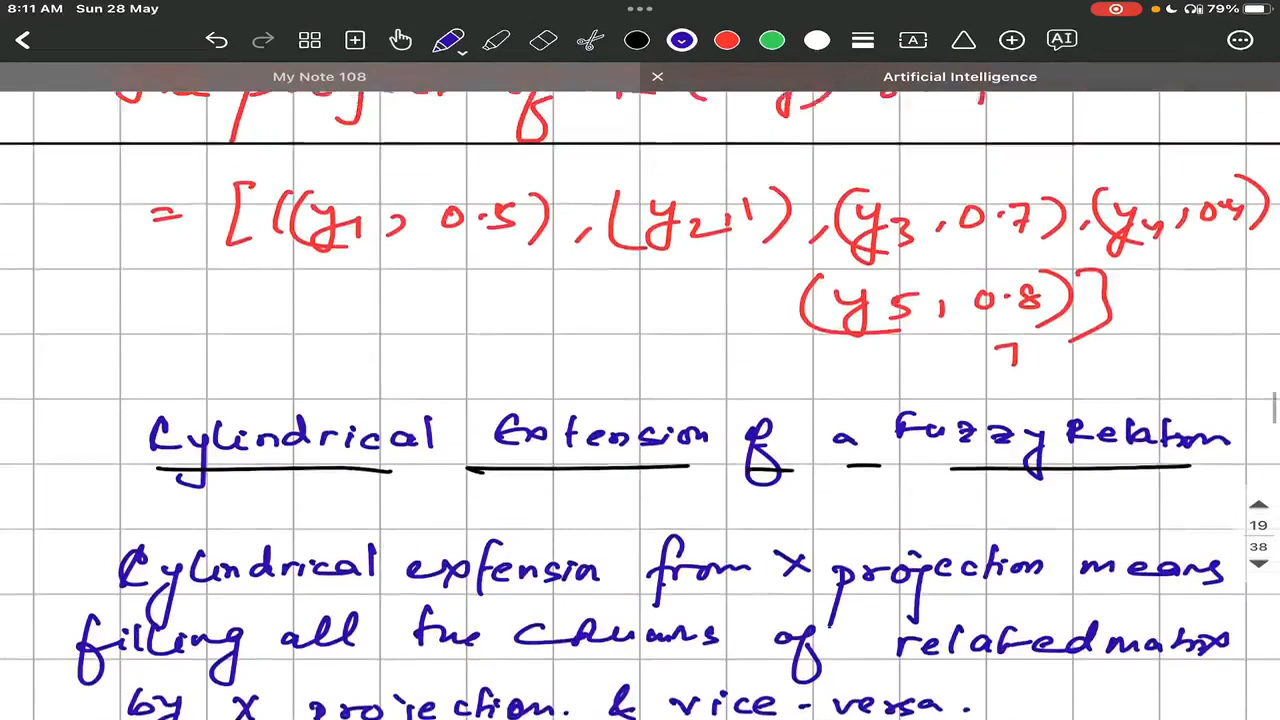 8:11 AM Sun 28 May 79%
My Note 108
Artificial Intelligence
= [((y1, 0.5), (y2, 1), (y3, 0.7), (y4, 0.4)
(y5, 0.8)]
Cylindrical Extension of a Fuzzy Relation
19
38
Cylindrical extension from X projection means
filling all the columns of related matrix
by X projection & vice-versa.